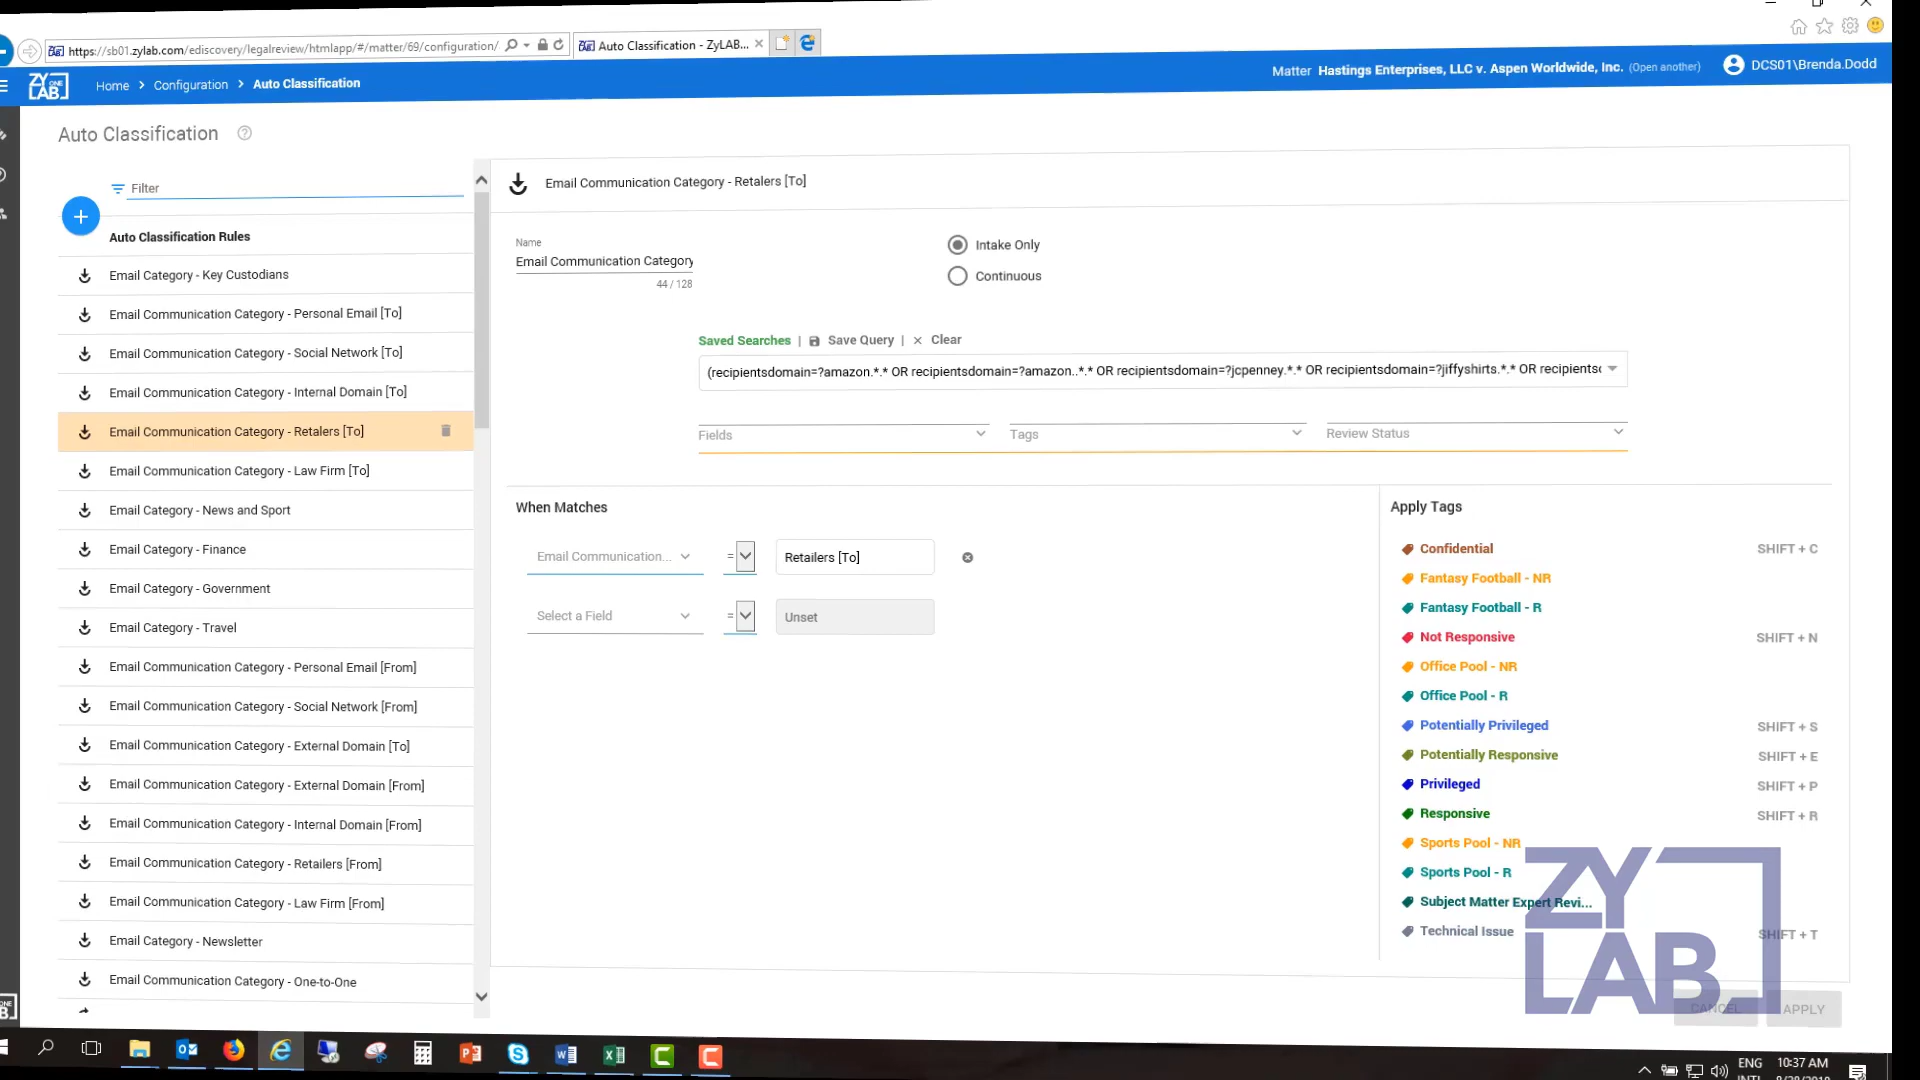 https://sb01.zylab.com/ediscovery/legalreview/htmlapp/#/matter/69/configuration/
Auto Classification - ZyLAB...
ZY ONE LAB
Home > Configuration > Auto Classification
Matter Hastings Enterprises, LLC v. Aspen Worldwide, Inc. (Open another)
DCS01\Brenda.Dodd
Auto Classification
Filter
Auto Classification Rules
Email Category - Key Custodians
Email Communication Category - Personal Email [To]
Email Communication Category - Social Network [To]
Email Communication Category - Internal Domain [To]
Email Communication Category - Retalers [To]
Email Communication Category - Law Firm [To]
Email Category - News and Sport
Email Category - Finance
Email Category - Government
Email Category - Travel
Email Communication Category - Personal Email [From]
Email Communication Category - Social Network [From]
Email Communication Category - External Domain [To]
Email Communication Category - External Domain [From]
Email Communication Category - Internal Domain [From]
Email Communication Category - Retailers [From]
Email Communication Category - Law Firm [From]
Email Category - Newsletter
Email Communication Category - One-to-One
Email Communication Category - Retalers [To]
Name
Email Communication Category
44 / 128
Intake Only
Continuous
Saved Searches | Save Query | × Clear
(recipientsdomain=?amazon.*.* OR recipientsdomain=?amazon..*.* OR recipientsdomain=?jcpenney.*.* OR recipientsdomain=?jiffyshirts.*.* OR recipients
Fields
Tags
Review Status
When Matches
Email Communication... = Retailers [To]
Select a Field = Unset
Apply Tags
Confidential SHIFT + C
Fantasy Football - NR
Fantasy Football - R
Not Responsive SHIFT + N
Office Pool - NR
Office Pool - R
Potentially Privileged SHIFT + S
Potentially Responsive SHIFT + E
Privileged SHIFT + P
Responsive SHIFT + R
Sports Pool - NR
Sports Pool - R
Subject Matter Expert Revi...
Technical Issue SHIFT + T
ZY
LAB
CANCEL
APPLY
ENG
10:37 AM